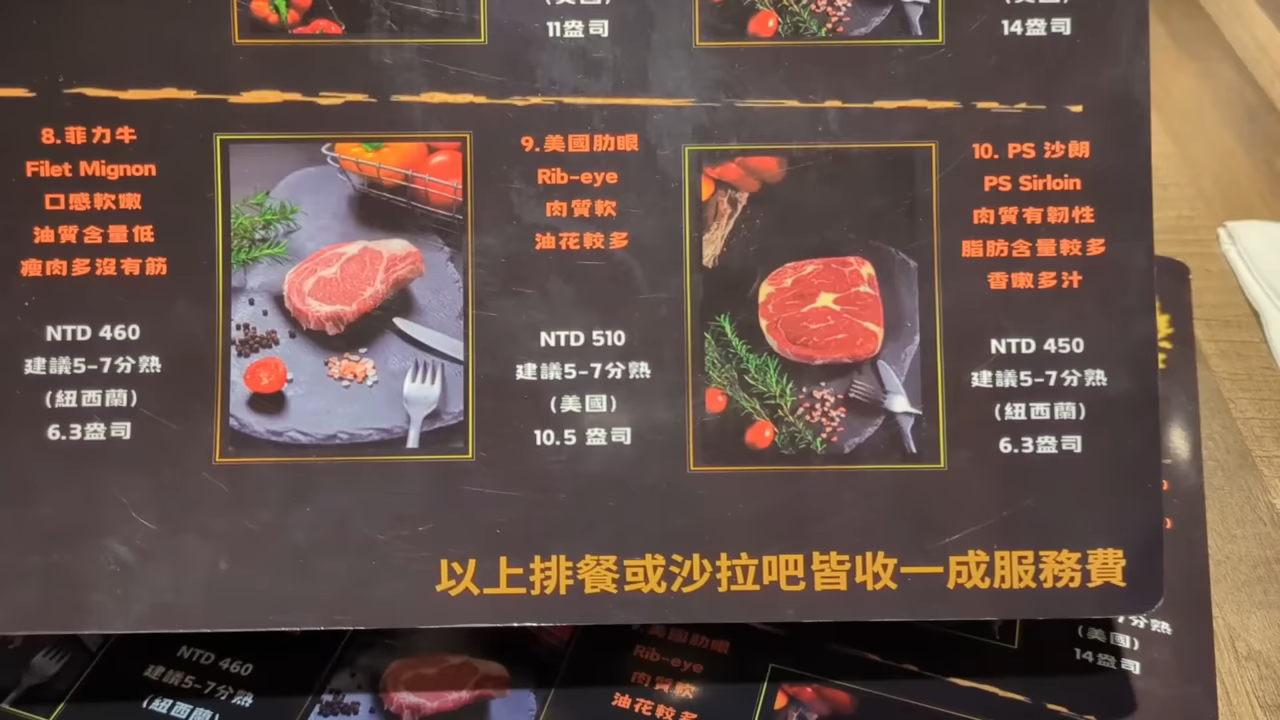 (美國)
11盎司
(美國)
14盎司
8.菲力牛
Filet Mignon
口感軟嫩
油質含量低
瘦肉多沒有筋
NTD 460
建議5-7分熟
(紐西蘭)
6.3盎司
9.美國肋眼
Rib-eye
肉質軟
油花較多
NTD 510
建議5-7分熟
(美國)
10.5 盎司
10. PS 沙朗
PS Sirloin
肉質有韌性
脂肪含量較多
香嫩多汁
NTD 450
建議5-7分熟
(紐西蘭)
6.3盎司
以上排餐或沙拉吧皆收一成服務費
NTD 460
建議5-7分熟
(紐西蘭)
美國肋眼
Rib-eye
肉質軟
油花較多
分熟
(美國)
14盎司